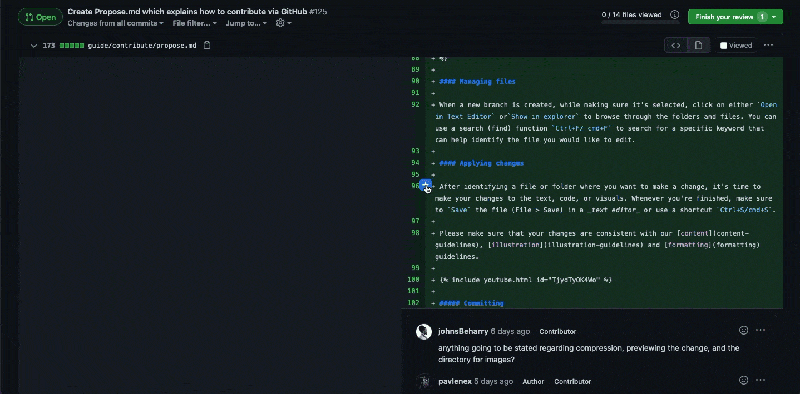 Open
Create Propose.md which explains how to contribute via GitHub #125
Changes from all commits File filter... Jump to...
0 / 14 files viewed
Finish your review 1
173 guide/contribute/propose.md
Viewed
88 + %}
89 +
90 + #### Managing files
91 +
92 + When a new branch is created, while making sure it's selected, click on either `Open
in Text Editor` or`Show in explorer` to browse through the folders and files. You can
use a search (find) function `Ctrl+F/ cmd+F` to search for a specific keyword that
can help identify the file you would like to edit.
93 +
94 + #### Applying changes
95 +
96 + After identifying a file or folder where you want to make a change, it's time to
make your changes to the text, code, or visuals. Whenever you're finished, make sure
to `Save` the file (File > Save) in a _text editor_ or use a shortcut `Ctrl+S/cmd+S`.
97 +
98 + Please make sure that your changes are consistent with our [content](content-
guidelines), [illustration](illustration-guidelines) and [formatting](formatting)
guidelines.
99 +
100 + {% include youtube.html id="TjydTyOK4Wo" %}
101 +
102 + ##### Committing
johnsBeharry 6 days ago Contributor
anything going to be stated regarding compression, previewing the change, and the
directory for images?
pavlenex 5 days ago Author Contributor